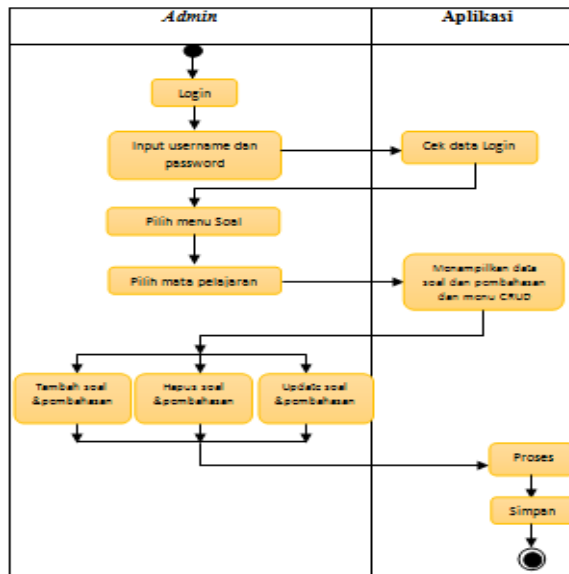 Admin
Aplikasi
Login
Input username dan
password
Cek data Login
Pilih menu Soal
Pilih mata pelajaran
Menampilkan data
soal dan pembahasan
dan menu CRUD
Tambah soal
&pembahasan
Hapus soal
&pembahasan
Update soal
&pembahasan
Proses
Simpan